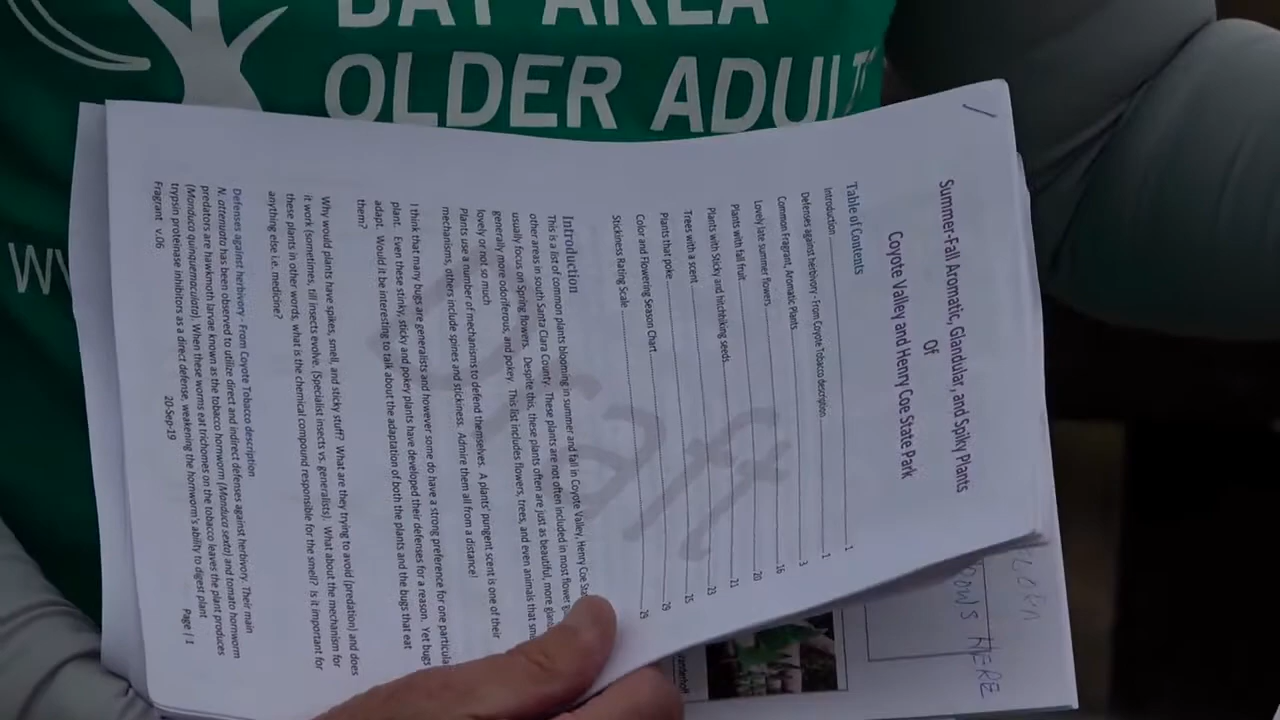 BAY AREA
OLDER ADULT
Summer-Fall Aromatic, Glandular, and Spiky Plants
Of
Coyote Valley and Henry Coe State Park
Table of Contents
Introduction 1
Defenses against herbivory - From Coyote Tobacco description 1
Common Fragrant, Aromatic Plants 3
Lovely late summer flowers 16
Plants with fall fruit 20
Plants with Sticky and hitchhiking seeds 21
Trees with a scent 23
Plants that poke 25
Color and Flowering Season Chart 29
Stickiness Rating Scale 29
Introduction
This is a list of common plants blooming in summer and fall in Coyote Valley, Henry Coe
other areas in south Santa Clara County. These plants are not often included in most flower
usually focus on Spring flowers. Despite this, these plants often are just as beautiful, more
generally more odoriferous, and pokey. This list includes flowers, trees, and even animals that
lovely or not so much
Plants use a number of mechanisms to defend themselves. A plants' pungent scent is one of their
mechanisms, others include spines and stickiness. Admire them all from a distance!
I think that many bugs are generalists and however some do have a strong preference for one
plant. Even these stinky, sticky and pokey plants have developed their defenses for a reason. Yet bugs
adapt. Would it be interesting to talk about the adaptation of both the plants and the bugs that eat
them?
Why would plants have spikes, smell, and sticky stuff? What are they trying to avoid (predation) and does
it work (sometimes, till insects evolve. (Specialist insects vs. generalists). What about the mechanism for
these plants in other words, what is the chemical compound responsible for the smell? Is it important for
anything else i.e. medicine?
Defenses against herbivory - From Coyote Tobacco description
N. attenuata has been observed to utilize direct and indirect defenses against herbivory. Their main
predators are hawkmoth larvae known as the tobacco hornworm (Manduca sexta) and tomato hornworm
(Manduca quinquemaculata). When these worms eat trichomes on the tobacco leaves the plant produces
trypsin proteinase inhibitors as a direct defense, weakening the hornworm's ability to digest plant
Fragrant v.06 20-Sep-19 Page | 1
Draft
HERE